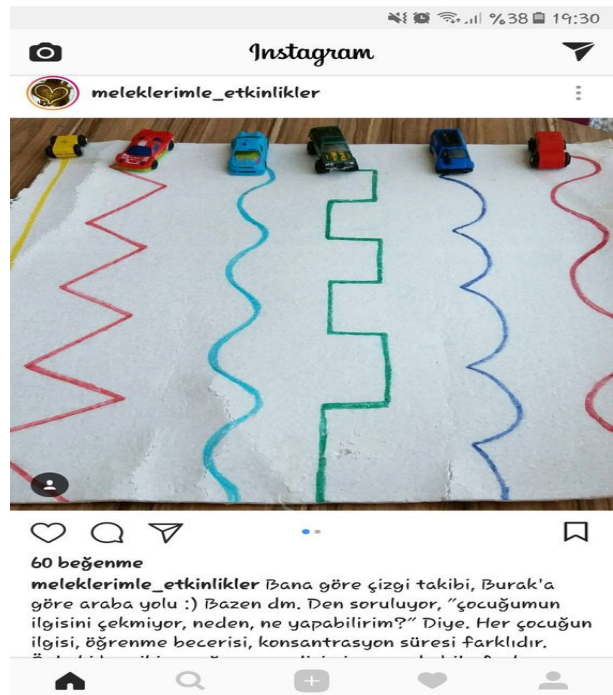 %38 19:30
Instagram
meleklerimle_etkinlikler
60 beğenme
meleklerimle_etkinlikler Bana göre çizgi takibi, Burak'a
göre araba yolu :) Bazen dm. Den soruluyor, "çocuğumun
ilgisini çekmiyor, neden, ne yapabilirim?" Diye. Her çocuğun
ilgisi, öğrenme becerisi, konsantrasyon süresi farklıdır.